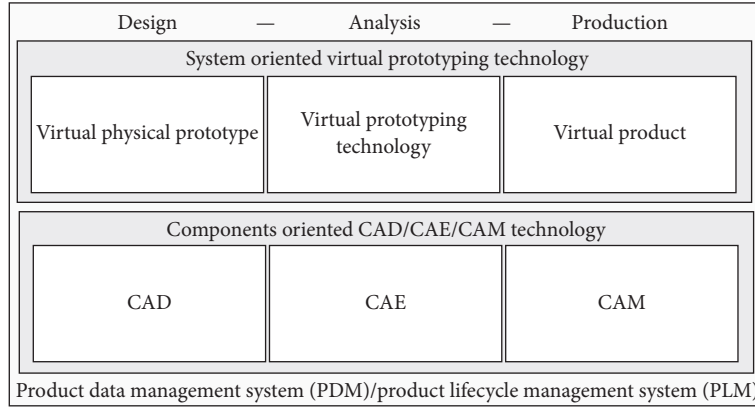 Design — Analysis — Production
System oriented virtual prototyping technology
Virtual physical prototype
Virtual prototyping
technology
Virtual product
Components oriented CAD/CAE/CAM technology
CAD
CAE
CAM
Product data management system (PDM)/product lifecycle management system (PLM)